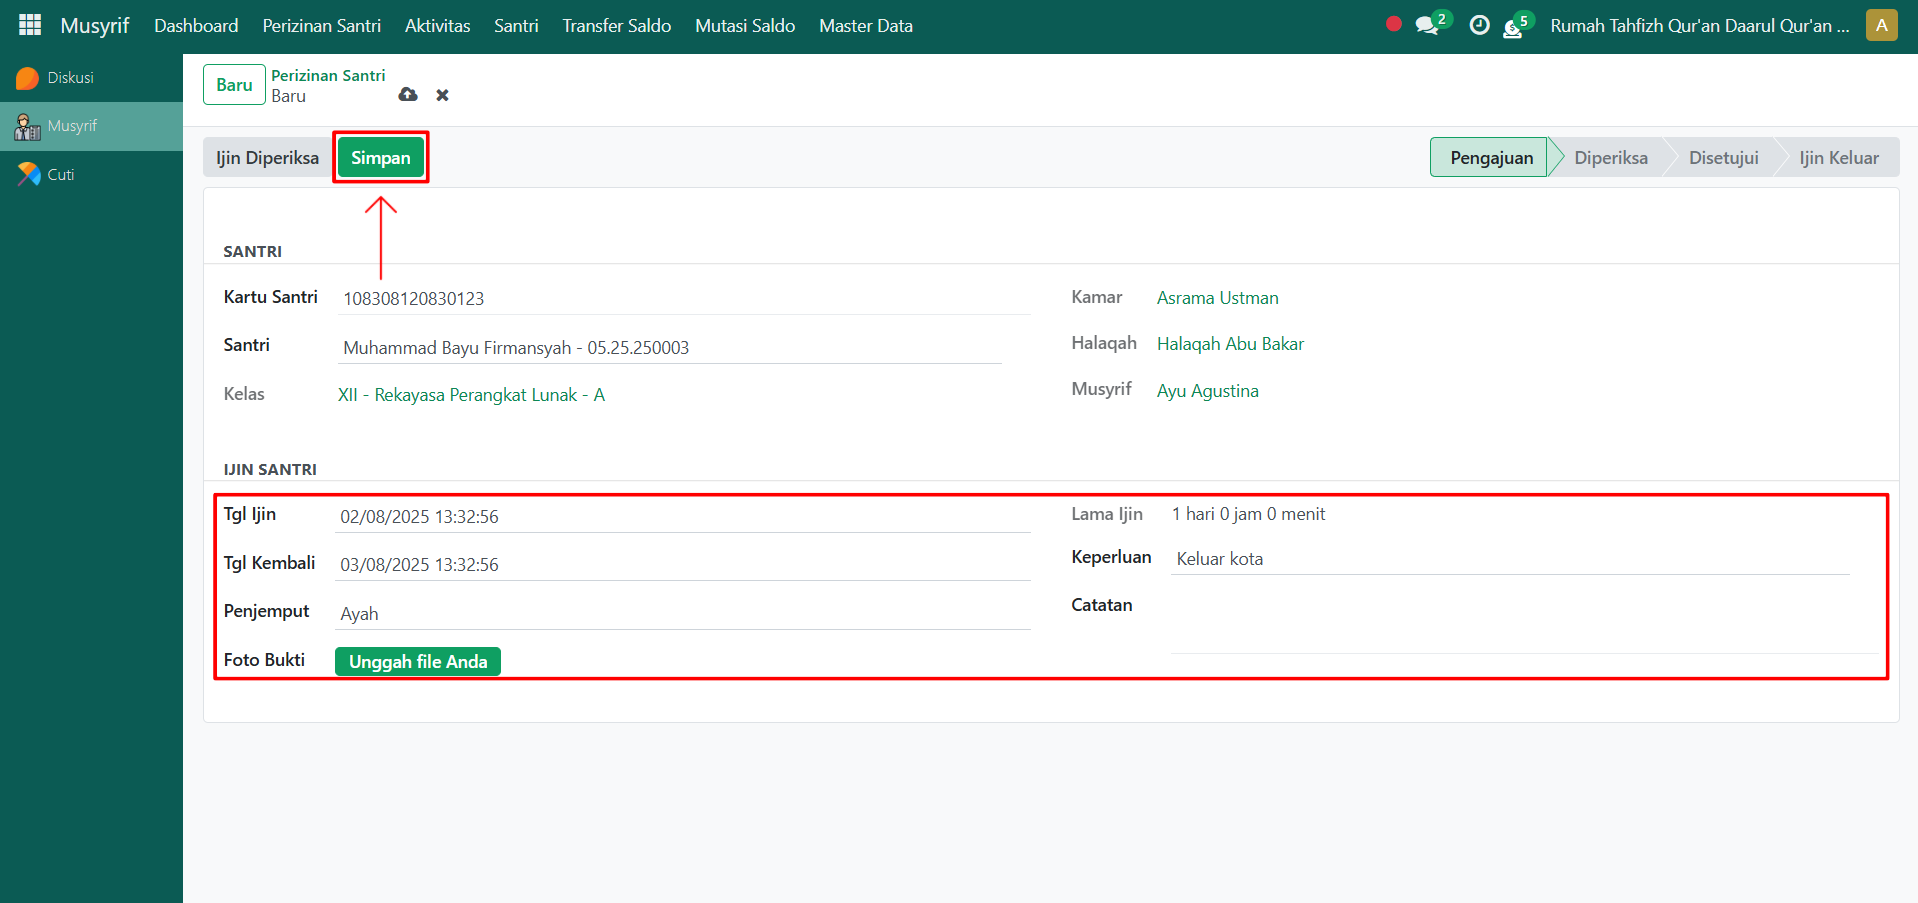 Musyrif Dashboard Perizinan Santri Aktivitas Santri Transfer Saldo Mutasi Saldo Master Data 2 5 Rumah Tahfizh Qur'an Daarul Qur'an ... A
Diskusi
Musyrif
Cuti
Baru Perizinan Santri
Baru
Ijin Diperiksa Simpan Pengajuan Diperiksa Disetujui Ijin Keluar
SANTRI
Kartu Santri 108308120830123 Kamar Asrama Ustman
Santri Muhammad Bayu Firmansyah - 05.25.250003 Halaqah Halaqah Abu Bakar
Kelas XII - Rekayasa Perangkat Lunak - A Musyrif Ayu Agustina
IJIN SANTRI
Tgl Ijin 02/08/2025 13:32:56 Lama Ijin 1 hari 0 jam 0 menit
Tgl Kembali 03/08/2025 13:32:56 Keperluan Keluar kota
Penjemput Ayah Catatan
Foto Bukti Unggah file Anda